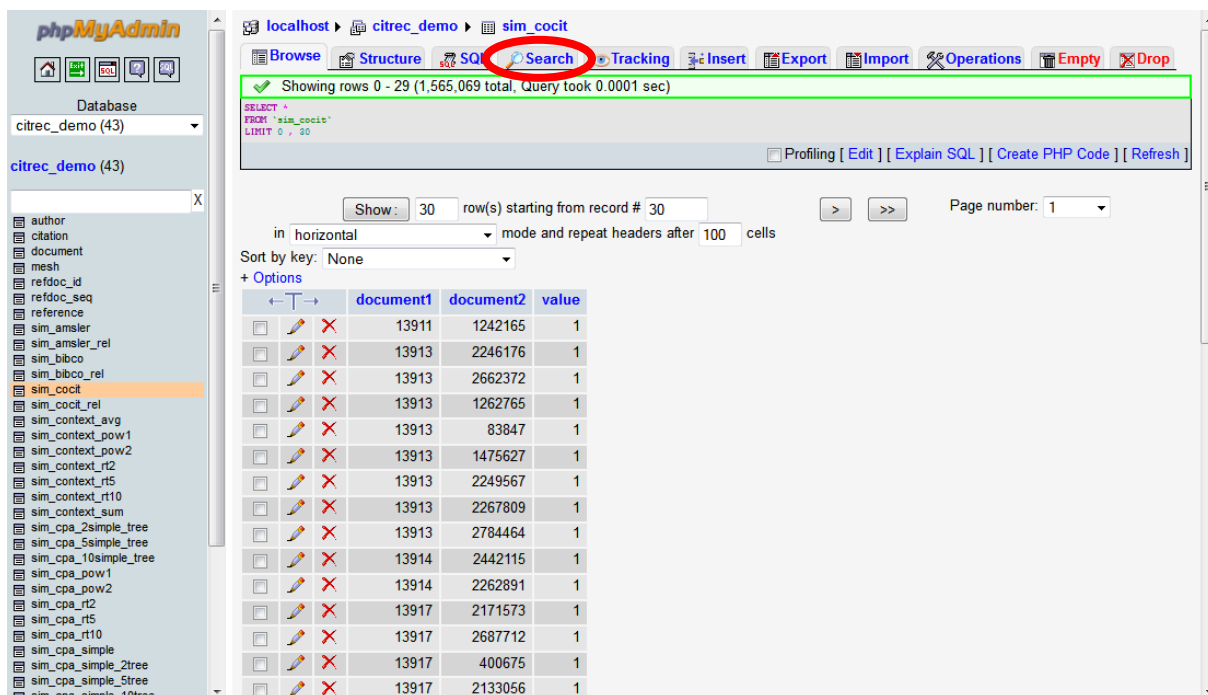 phpMyAdmin
Database
citrec_demo (43)
citrec_demo (43)
X
author
citation
document
mesh
refdoc_id
refdoc_seq
reference
sim_amsler
sim_amsler_rel
sim_bibco
sim_bibco_rel
sim_cocit
sim_cocit_rel
sim_context_avg
sim_context_pow1
sim_context_pow2
sim_context_rt2
sim_context_rt5
sim_context_rt10
sim_context_sum
sim_cpa_2simple_tree
sim_cpa_5simple_tree
sim_cpa_10simple_tree
sim_cpa_pow1
sim_cpa_pow2
sim_cpa_rt2
sim_cpa_rt5
sim_cpa_rt10
sim_cpa_simple
sim_cpa_simple_2tree
sim_cpa_simple_5tree
localhost citrec_demo sim_cocit
Browse Structure SQL Search Tracking Insert Export Import Operations Empty Drop
Showing rows 0 - 29 (1,565,069 total, Query took 0.0001 sec)
SELECT *
FROM `sim_cocit`
LIMIT 0 , 30
Profiling [ Edit ] [ Explain SQL ] [ Create PHP Code ] [ Refresh ]
Show : 30 row(s) starting from record # 30 > >> Page number: 1
in horizontal mode and repeat headers after 100 cells
Sort by key: None
+ Options
←T→ document1 document2 value
13911 1242165 1
13913 2246176 1
13913 2662372 1
13913 1262765 1
13913 83847 1
13913 1475627 1
13913 2249567 1
13913 2267809 1
13913 2784464 1
13914 2442115 1
13914 2262891 1
13917 2171573 1
13917 2687712 1
13917 400675 1
13917 2133056 1